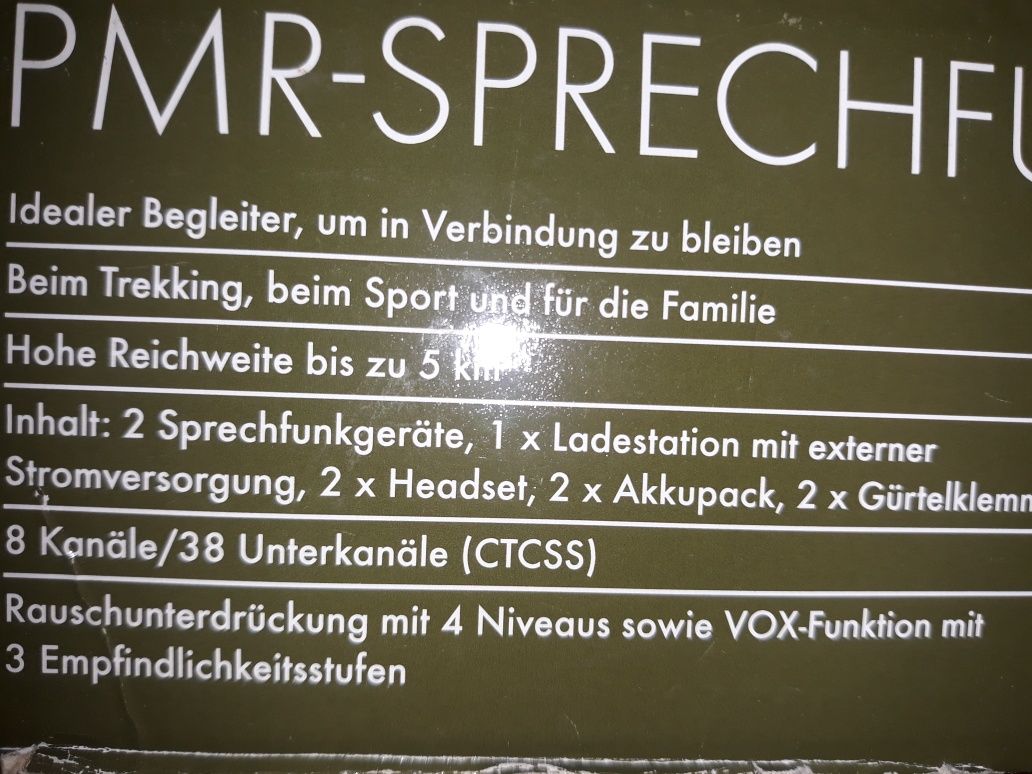 PMR-SPRECHFU
Idealer Begleiter, um in Verbindung zu bleiben
Beim Trekking, beim Sport und für die Familie
Hohe Reichweite bis zu 5 km
Inhalt: 2 Sprechfunkgeräte, 1 x Ladestation mit externer
Stromversorgung, 2 x Headset, 2 x Akkupack, 2 x Gürtelklemm
8 Kanäle/38 Unterkanäle (CTCSS)
Rauschunterdrückung mit 4 Niveaus sowie VOX-Funktion mit
3 Empfindlichkeitsstufen